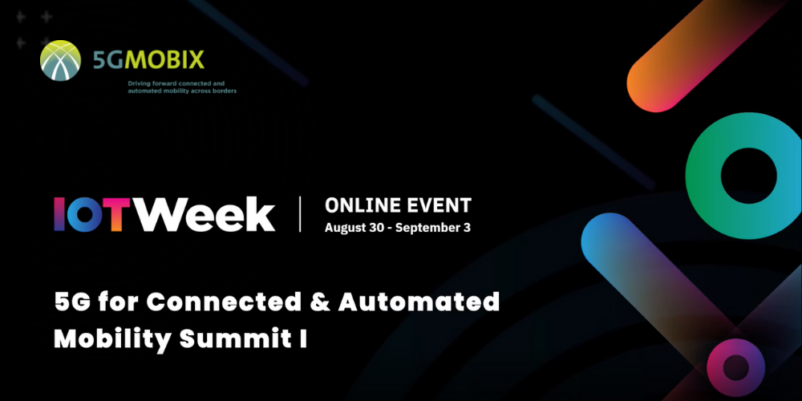 5GMOBIX
Driving forward connected and
automated mobility across borders
IOTWeek
ONLINE EVENT
August 30 - September 3
5G for Connected & Automated
Mobility Summit I